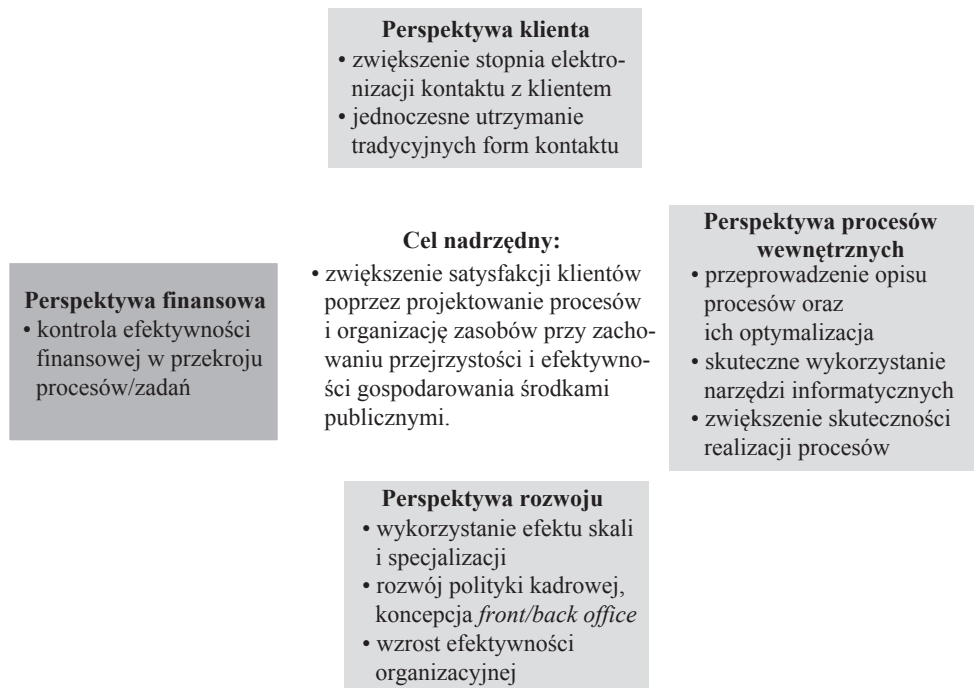 Perspektywa klienta
• zwiększenie stopnia elektro-
nizacji kontaktu z klientem
• jednoczesne utrzymanie
tradycyjnych form kontaktu
Perspektywa finansowa
• kontrola efektywności
finansowej w przekroju
procesów/zadań
Cel nadrzędny:
• zwiększenie satysfakcji klientów
poprzez projektowanie procesów
i organizację zasobów przy zacho-
waniu przejrzystości i efektywno-
ści gospodarowania środkami
publicznymi.
Perspektywa procesów
wewnętrznych
• przeprowadzenie opisu
procesów oraz
ich optymalizacja
• skuteczne wykorzystanie
narzędzi informatycznych
• zwiększenie skuteczności
realizacji procesów
Perspektywa rozwoju
• wykorzystanie efektu skali
i specjalizacji
• rozwój polityki kadrowej,
koncepcja front/back office
• wzrost efektywności
organizacyjnej